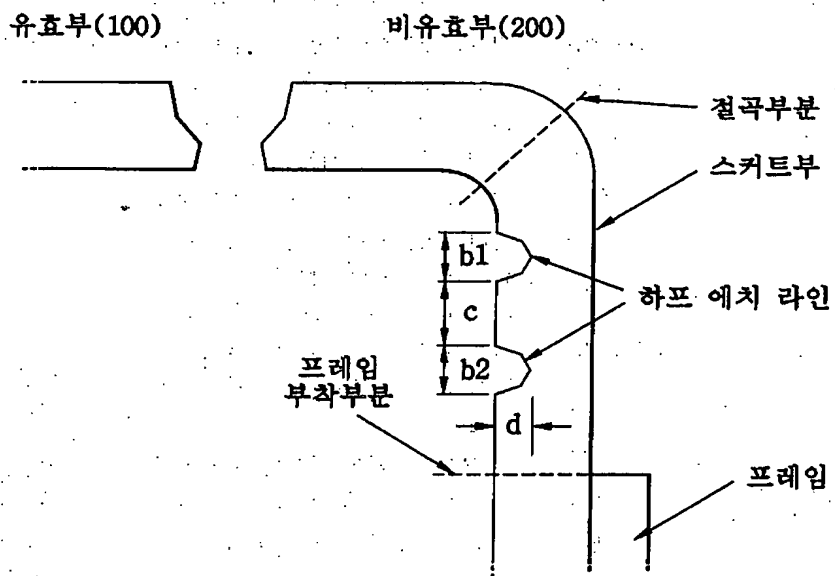 유효부(100)
비유효부(200)
절곡부분
스커트부
b1
하프 에치 라인
c
프레임
부착부분
b2
d
프레임